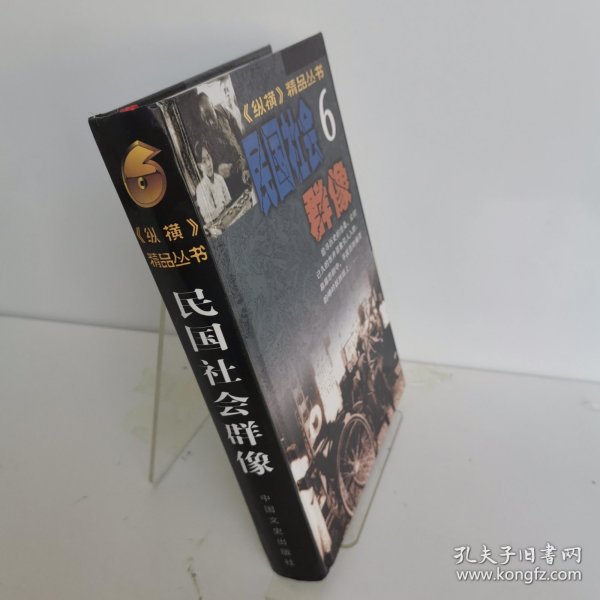 《纵横》精品丛书
6
民国社会
群像
《纵横》
精品丛书
民国社会群像
中国文史出版社
孔夫子旧书网
www.kongfz.com